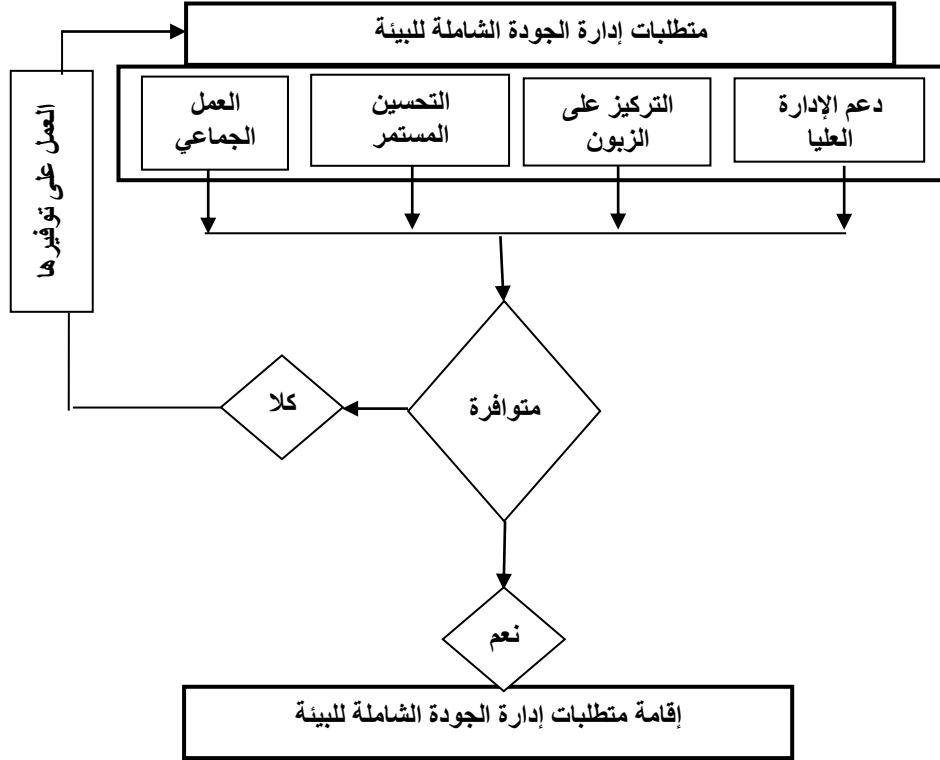 متطلبات إدارة الجودة الشاملة للبيئة
دعم الإدارة
العليا
التركيز على
الزبون
التحسين
المستمر
العمل
الجماعي
العمل على توفيرها
متوافرة
كلا
نعم
إقامة متطلبات إدارة الجودة الشاملة للبيئة